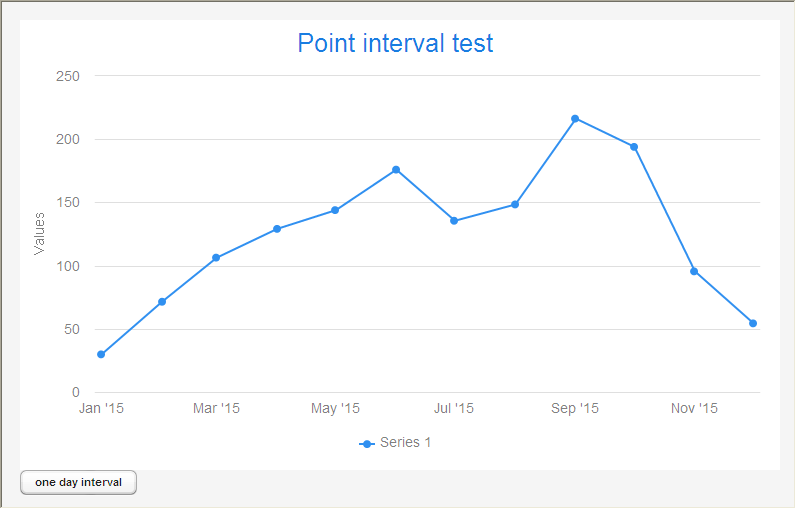 Point interval test
250
200
150
100
50
0
Values
Jan '15 Mar '15 May '15 Jul '15 Sep '15 Nov '15
Series 1
one day interval